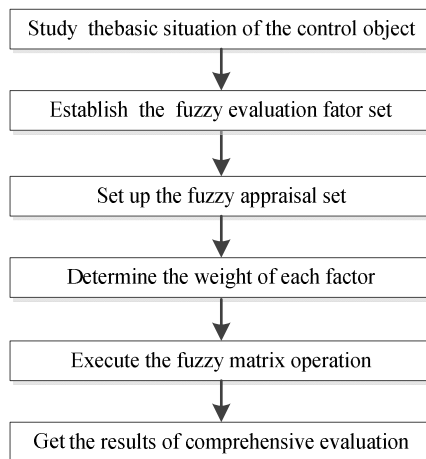 Study thebasic situation of the control object
Establish the fuzzy evaluation fator set
Set up the fuzzy appraisal set
Determine the weight of each factor
Execute the fuzzy matrix operation
Get the results of comprehensive evaluation